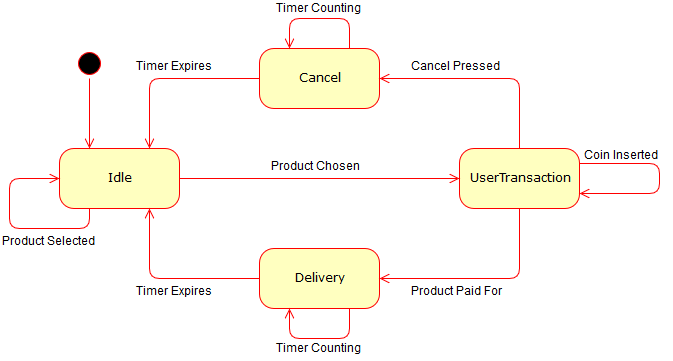 Timer Counting
Timer Expires
Cancel
Cancel Pressed
Idle
Product Chosen
UserTransaction
Coin Inserted
Product Selected
Timer Expires
Delivery
Product Paid For
Timer Counting